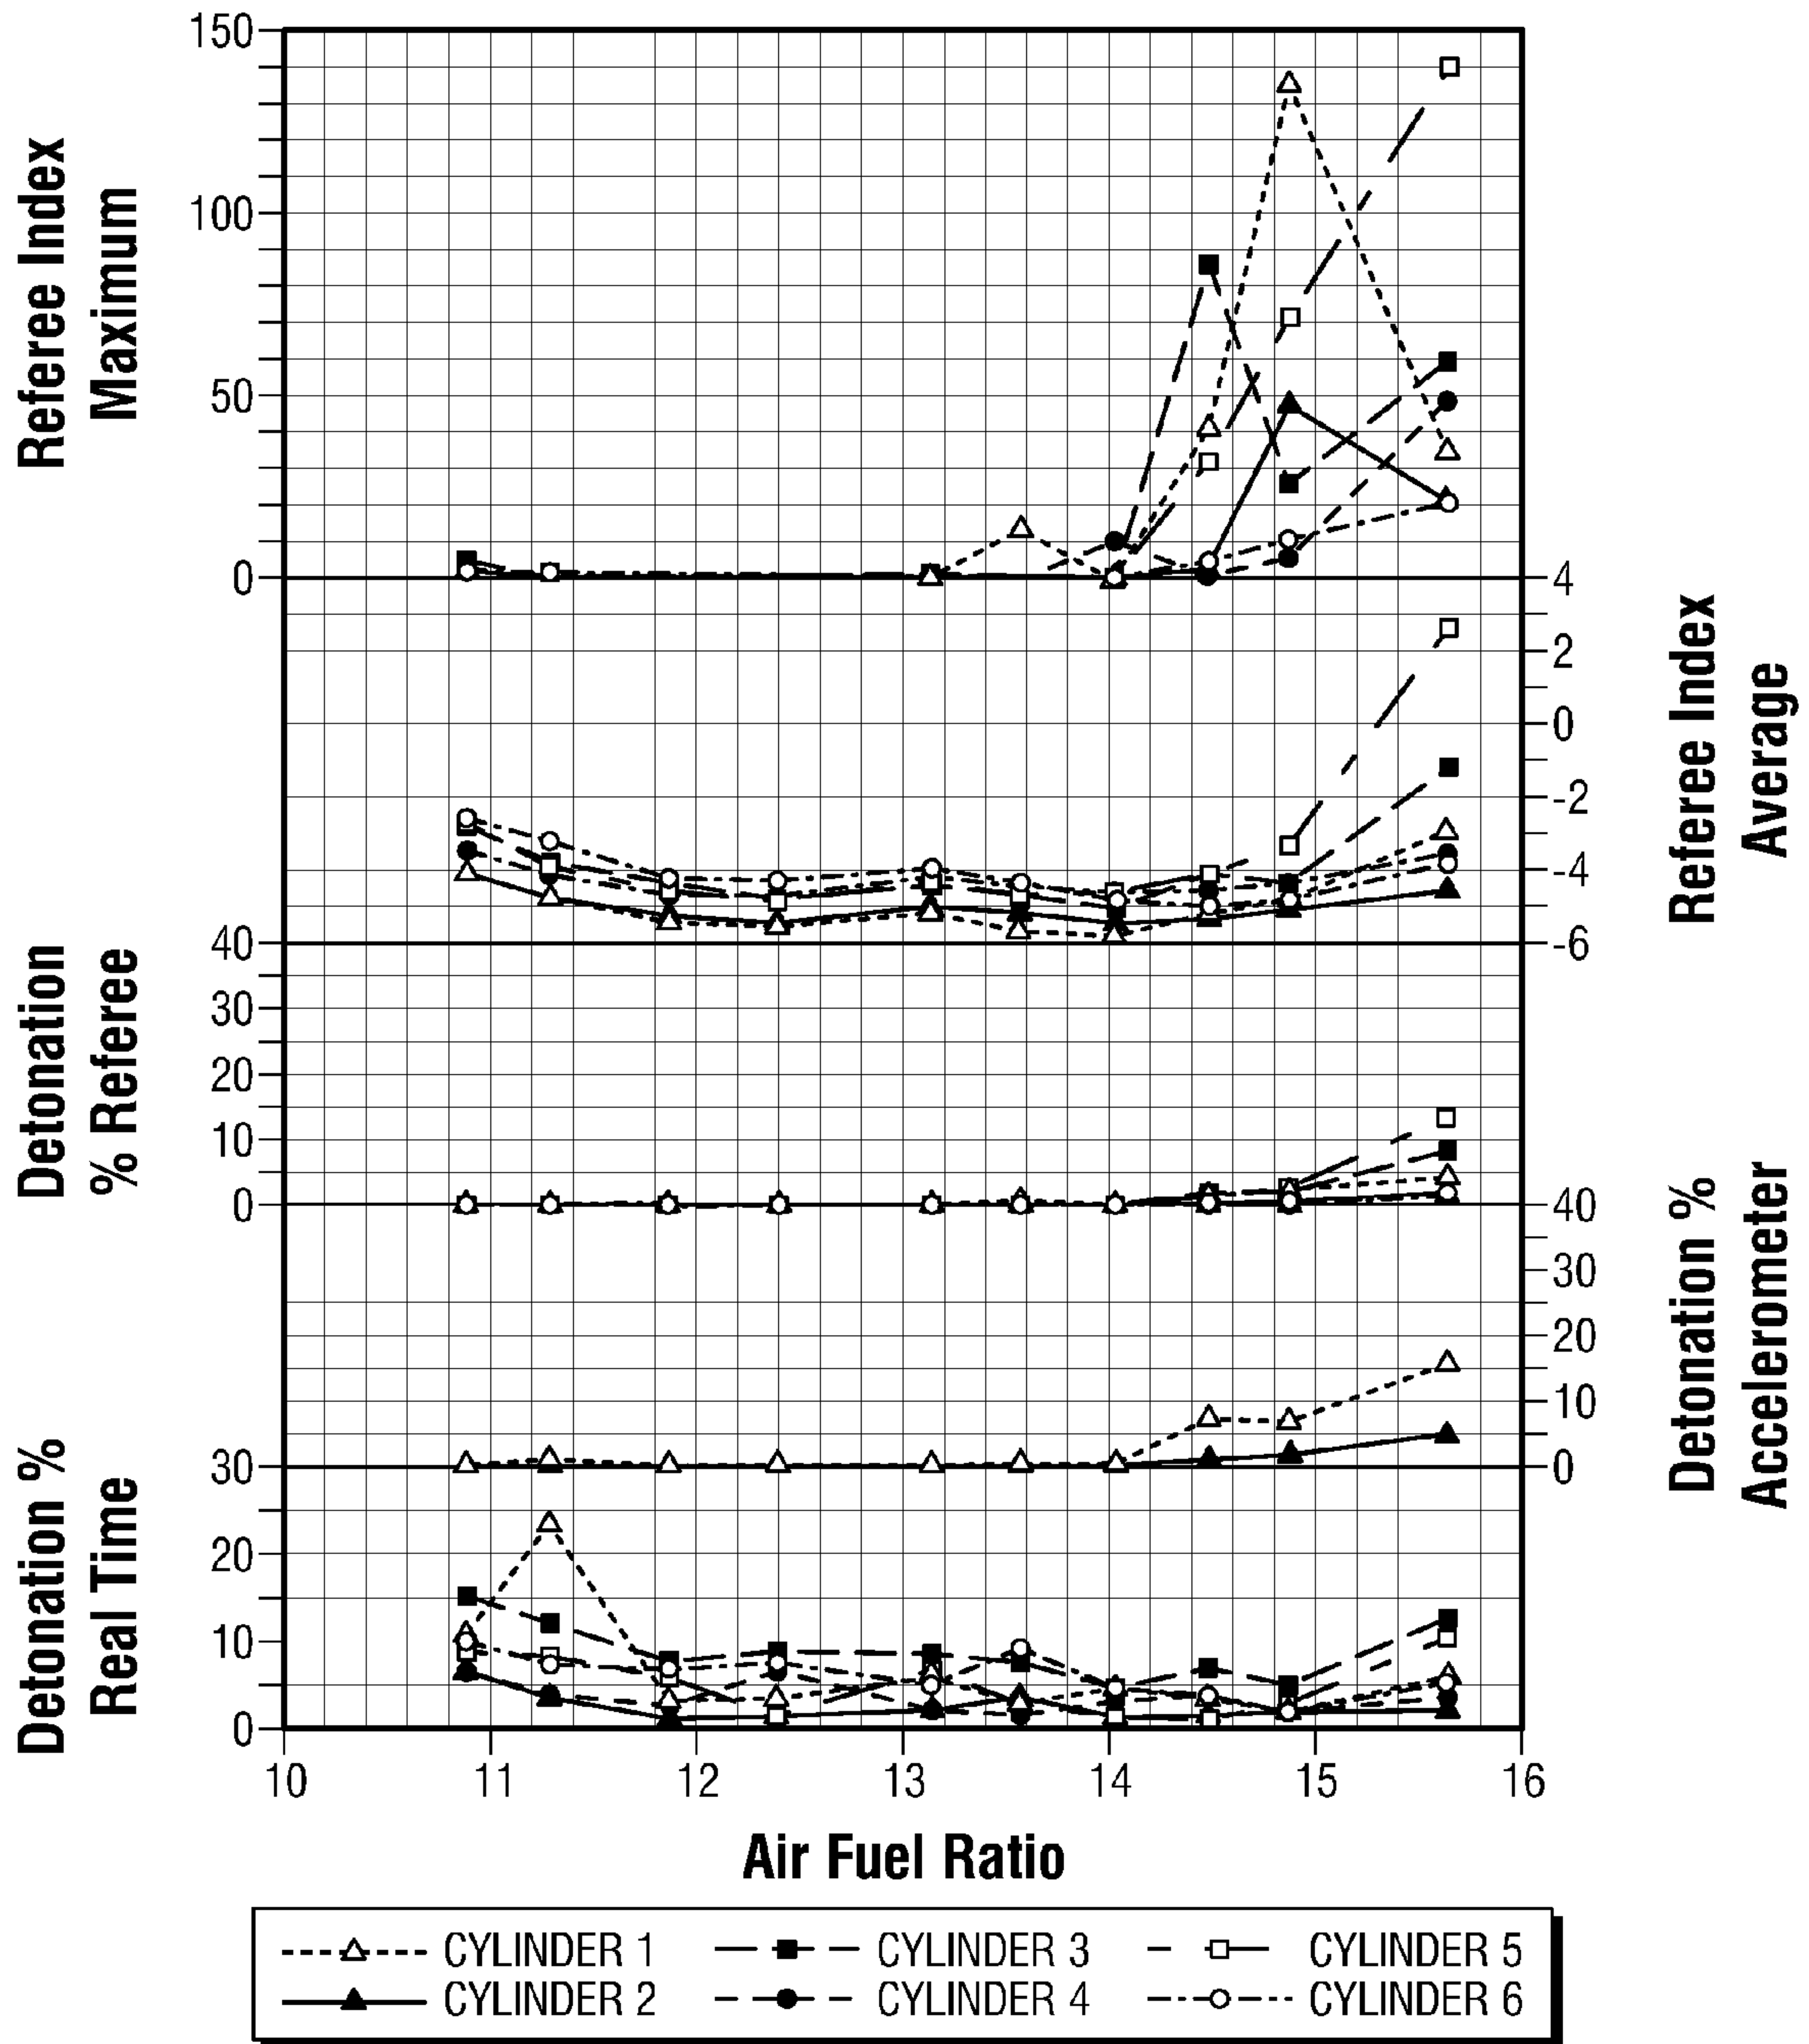 Referee Index
Maximum
150
100
50
0
Referee Index
Average
4
2
0
-2
-4
-6
Detonation
% Referee
40
30
20
10
0
Detonation %
Accelerometer
40
30
20
10
0
Detonation %
Real Time
30
20
10
0
10 11 12 13 14 15 16
Air Fuel Ratio
CYLINDER 1 CYLINDER 3 CYLINDER 5
CYLINDER 2 CYLINDER 4 CYLINDER 6